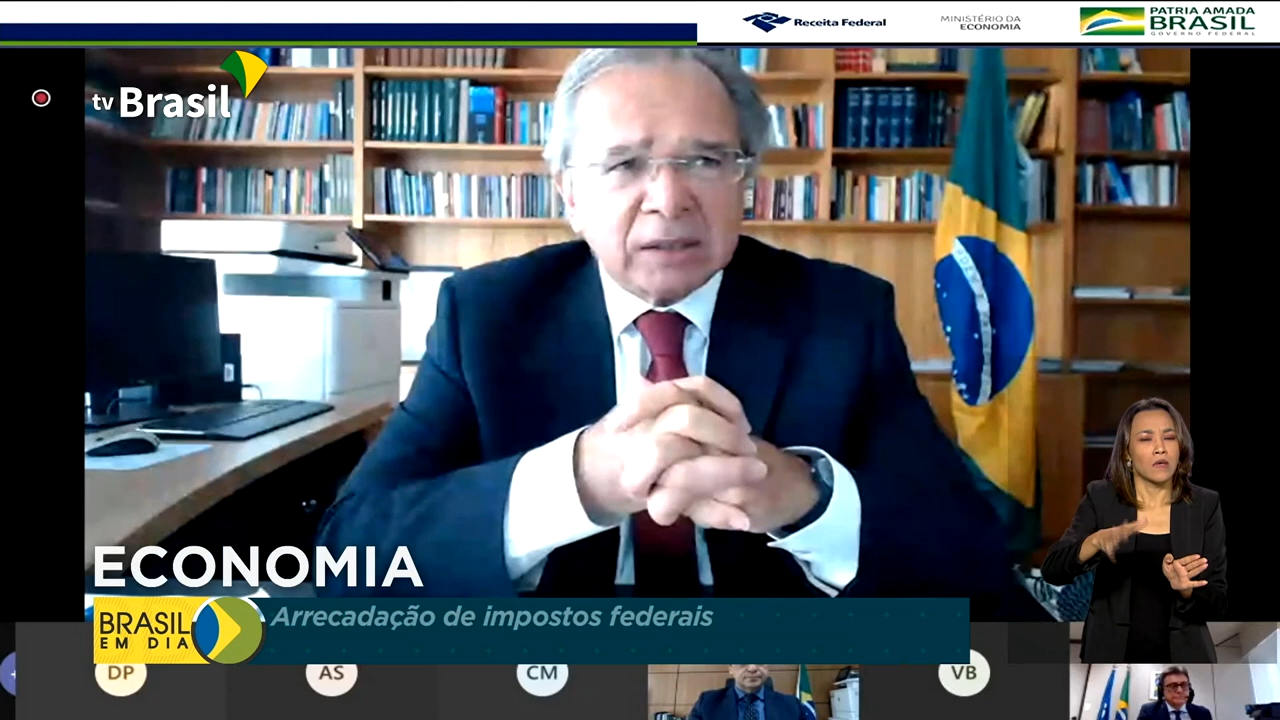 Receita Federal
MINISTÉRIO DA
ECONOMIA
PÁTRIA AMADA
BRASIL
GOVERNO FEDERAL
tv Brasil
ECONOMIA
BRASIL
EM DIA
Arrecadação de impostos federais
DP
AS
CM
VB